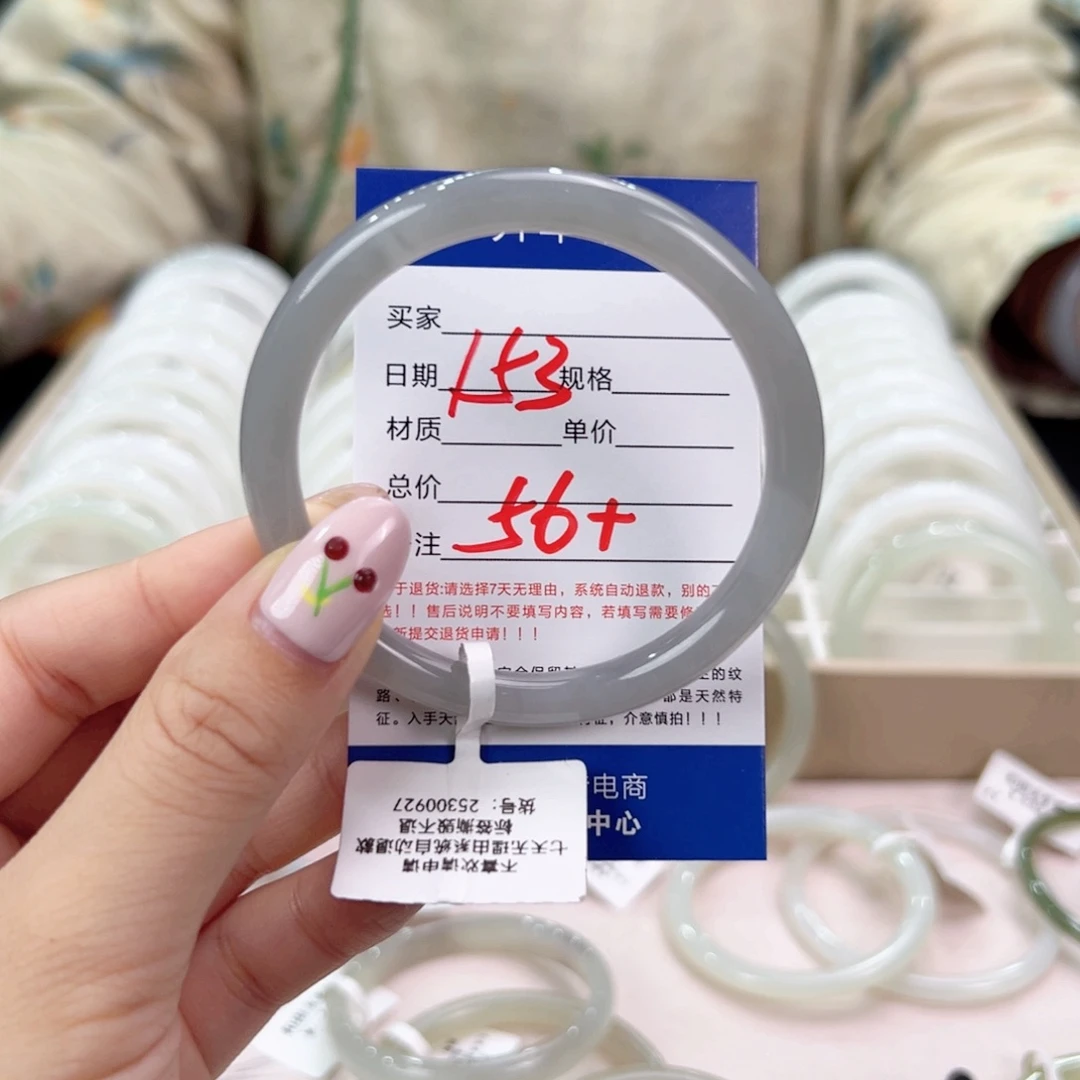 买家
日期 153 规格
材质 单价
总价
注 56+
于退货:请选择7天无理由，系统自动退款，别的
选！！售后说明不要填写内容，若填写需要修
新提交退货申请！！！
的纹
路、 都是天然特
征。入手天 征，介意慎拍！！！
电商
中心
不喜欢请申请
七天无理由系统自动退款
标签撕毁不退
货号：25300927